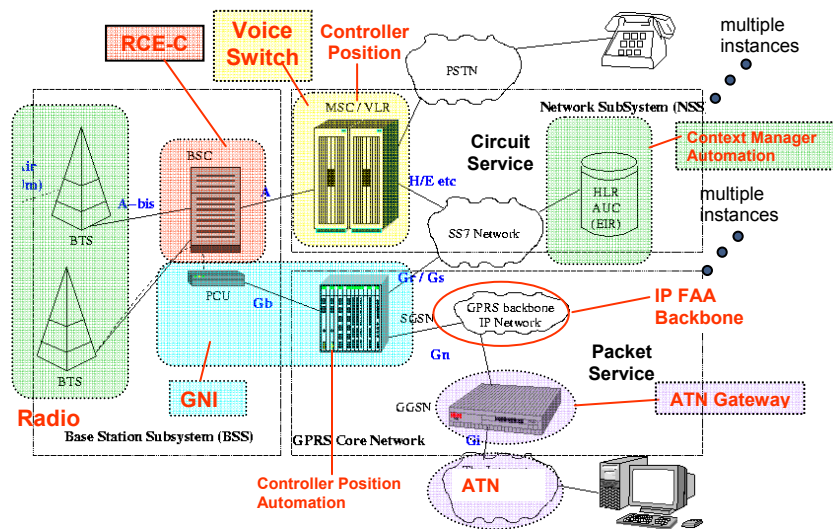 multiple
instances
RCE-C
Voice
Switch
Controller
Position
PSTN
Network SubSystem (NSS
MSC / VLR
Circuit
Service
Context Manager
Automation
BSC
A
H/E etc
HLR
AUC
(EIR)
A-bis
BTS
SS7 Network
multiple
instances
PCU
Gb
Gr / Gs
SGSN
GPRS backbone
IP Network
IP FAA
Backbone
Gn
BTS
GNI
Packet
Service
Radio
GGSN
ATN Gateway
Base Station Subsystem (BSS)
GPRS Core Network
Gi
Controller Position
Automation
ATN